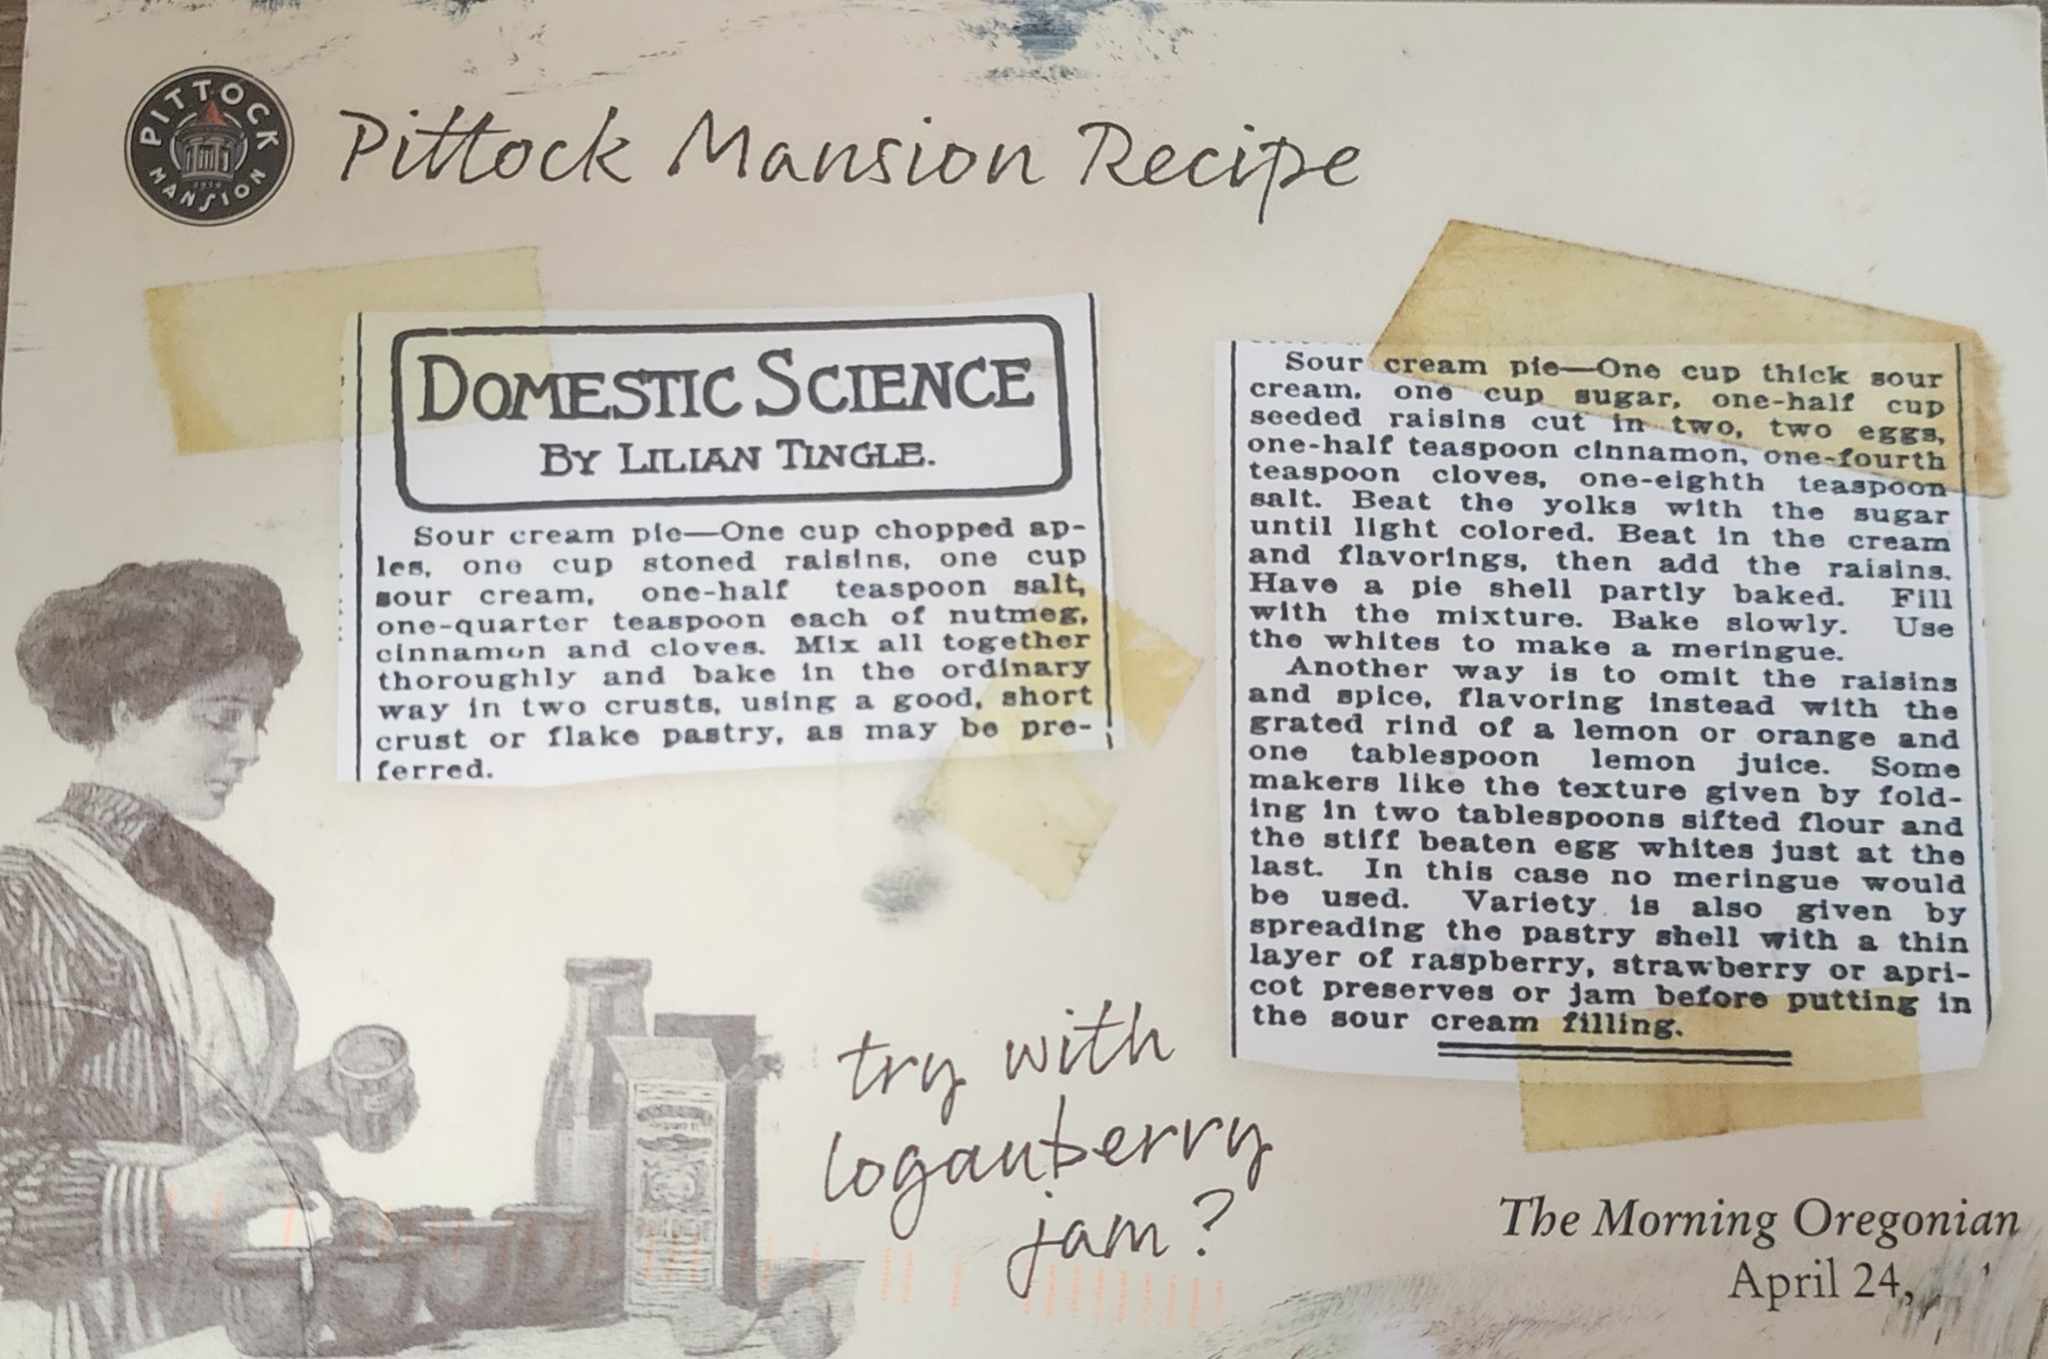 PITTOCK MANSION
Pittock Mansion Recipe
DOMESTIC SCIENCE
BY LILIAN TINGLE.
Sour cream pie—One cup chopped ap-
les, one cup stoned raisins, one cup
sour cream, one-half teaspoon salt,
one-quarter teaspoon each of nutmeg,
cinnamon and cloves. Mix all together
thoroughly and bake in the ordinary
way in two crusts, using a good, short
crust or flake pastry, as may be pre-
ferred.
Sour cream pie—One cup thick sour
cream, one cup sugar, one-half cup
seeded raisins cut in two, two eggs,
one-half teaspoon cinnamon, one-fourth
teaspoon cloves, one-eighth teaspoon
salt. Beat the yolks with the sugar
until light colored. Beat in the cream
and flavorings, then add the raisins.
Have a pie shell partly baked. Fill
with the mixture. Bake slowly. Use
the whites to make a meringue.
Another way is to omit the raisins
and spice, flavoring instead with the
grated rind of a lemon or orange and
one tablespoon lemon juice. Some
makers like the texture given by fold-
ing in two tablespoons sifted flour and
the stiff beaten egg whites just at the
last. In this case no meringue would
be used. Variety is also given by
spreading the pastry shell with a thin
layer of raspberry, strawberry or apri-
cot preserves or jam before putting in
the sour cream filling.
try with
loganberry
jam?
The Morning Oregonian
April 24,